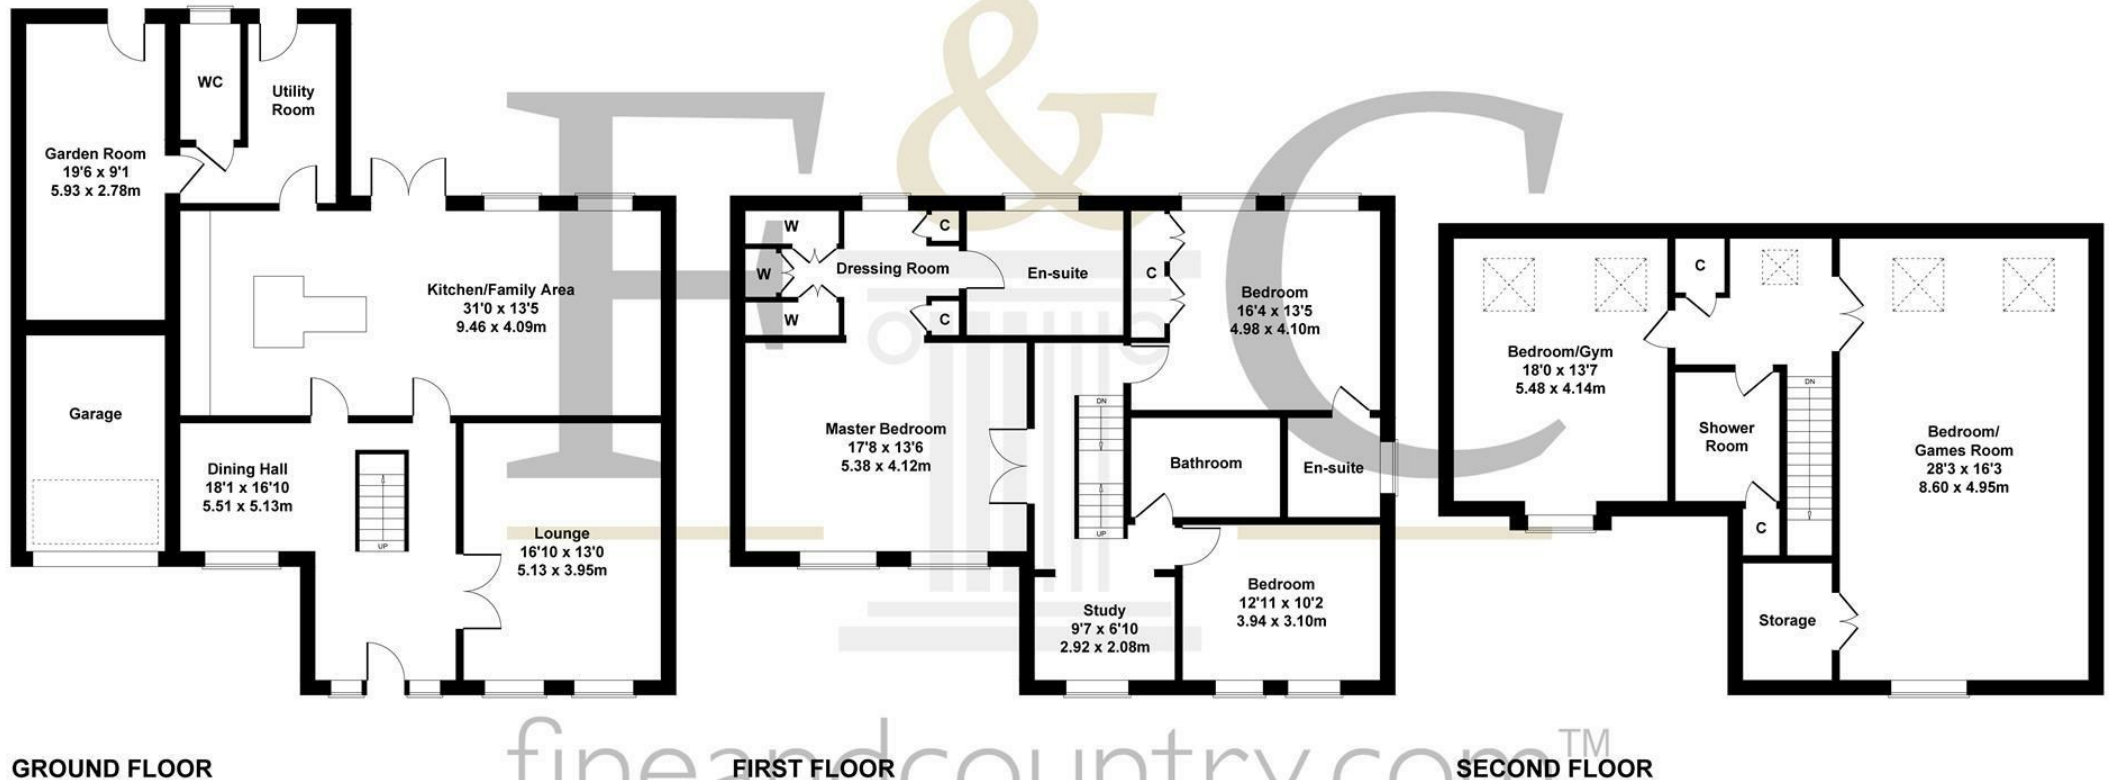 WC
Utility
Room
Garden Room
19'6 x 9'1
5.93 x 2.78m
Kitchen/Family Area
31'0 x 13'5
9.46 x 4.09m
Garage
Dining Hall
18'1 x 16'10
5.51 x 5.13m
UP
Lounge
16'10 x 13'0
5.13 x 3.95m
GROUND FLOOR
W
W
W
C
C
Dressing Room
En-suite
C
Bedroom
16'4 x 13'5
4.98 x 4.10m
Master Bedroom
17'8 x 13'6
5.38 x 4.12m
DN
UP
Bathroom
En-suite
Study
9'7 x 6'10
2.92 x 2.08m
Bedroom
12'11 x 10'2
3.94 x 3.10m
FIRST FLOOR
C
Bedroom/Gym
18'0 x 13'7
5.48 x 4.14m
Shower
Room
DN
C
Storage
Bedroom/
Games Room
28'3 x 16'3
8.60 x 4.95m
SECOND FLOOR
F&C
fineandcountry.com™